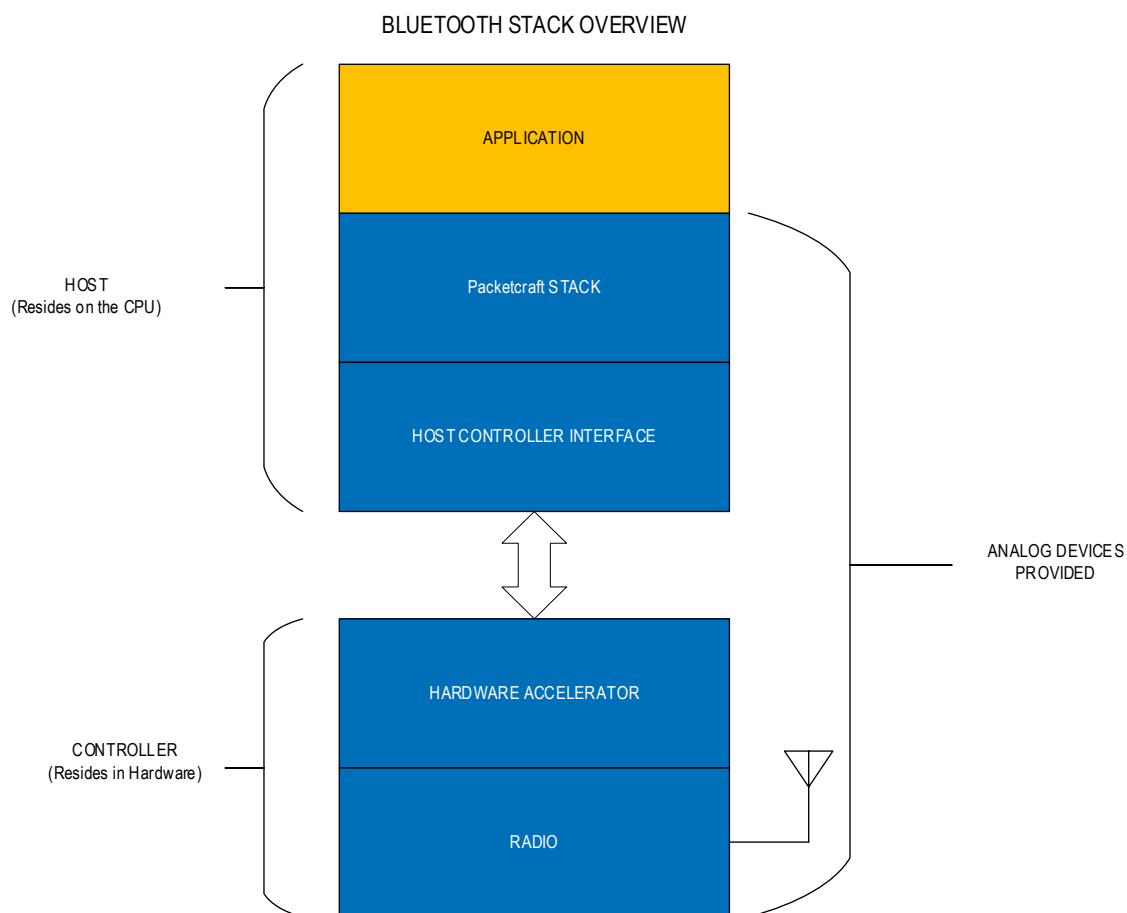 BLUETOOTH STACK OVERVIEW
APPLICATION
HOST
(Resides on the CPU)
Packetcraft STACK
HOST CONTROLLER INTERFACE
ANALOG DEVICES
PROVIDED
HARDWARE ACCELERATOR
CONTROLLER
(Resides in Hardware)
RADIO